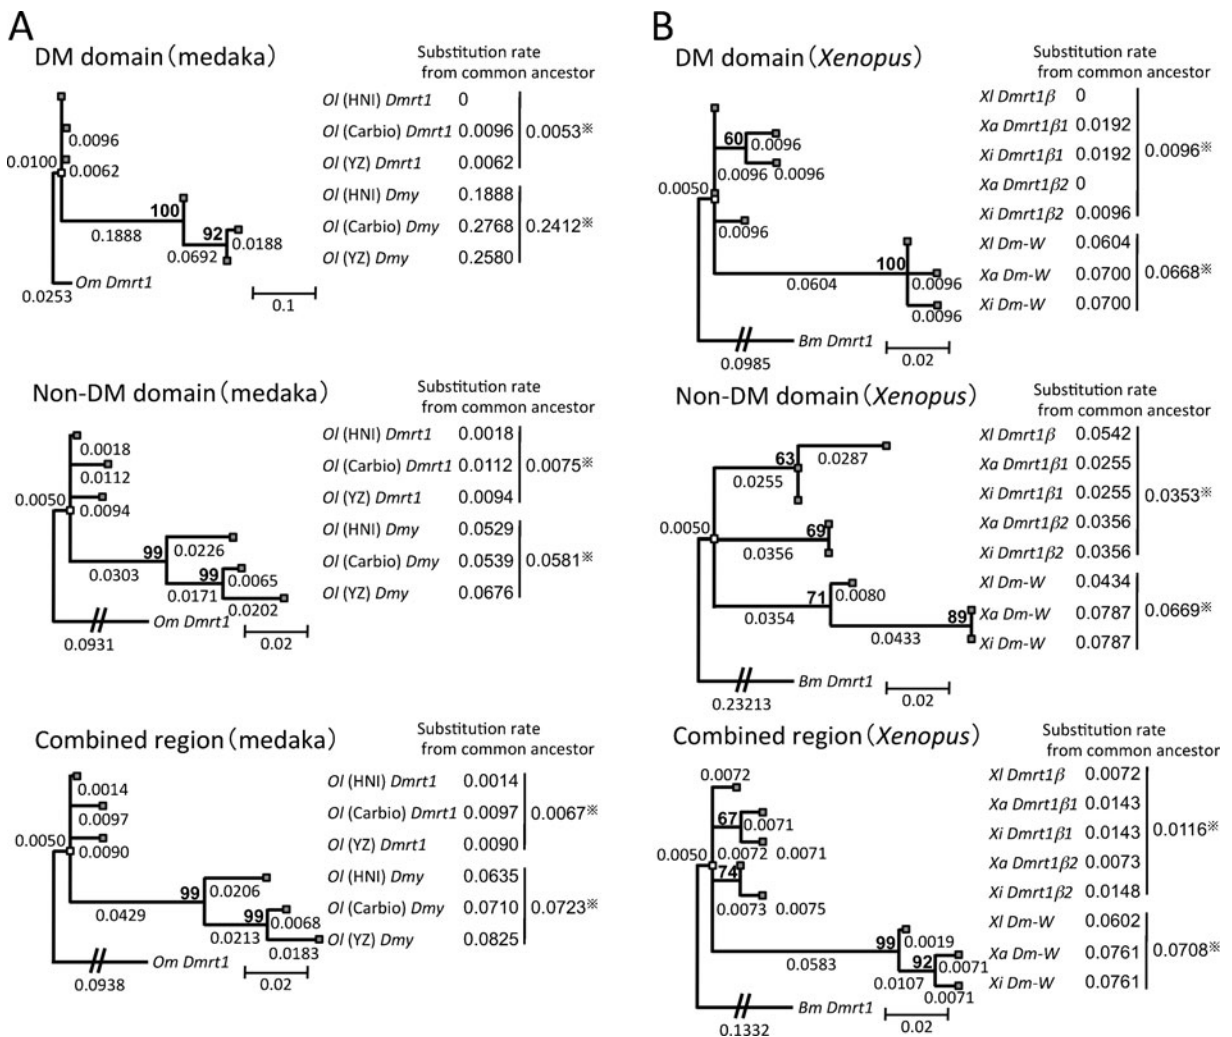 A
DM domain（medaka）
Substitution rate
from common ancestor
Ol (HNI) Dmrt1 0
Ol (Carbio) Dmrt1 0.0096 0.0053※
Ol (YZ) Dmrt1 0.0062
Ol (HNI) Dmy 0.1888
Ol (Carbio) Dmy 0.2768 0.2412※
Ol (YZ) Dmy 0.2580
0.0096
0.0100 0.0062
100
0.1888
92 0.0188
0.0692
Om Dmrt1
0.0253
0.1
Non-DM domain（medaka）
Substitution rate
from common ancestor
Ol (HNI) Dmrt1 0.0018
Ol (Carbio) Dmrt1 0.0112 0.0075※
Ol (YZ) Dmrt1 0.0094
Ol (HNI) Dmy 0.0529
Ol (Carbio) Dmy 0.0539 0.0581※
Ol (YZ) Dmy 0.0676
0.0018
0.0112
0.0050 0.0094
99 0.0226
0.0303
99 0.0065
0.0171 0.0202
Om Dmrt1
0.0931
0.02
Combined region（medaka）
Substitution rate
from common ancestor
Ol (HNI) Dmrt1 0.0014
Ol (Carbio) Dmrt1 0.0097 0.0067※
Ol (YZ) Dmrt1 0.0090
Ol (HNI) Dmy 0.0635
Ol (Carbio) Dmy 0.0710 0.0723※
Ol (YZ) Dmy 0.0825
0.0014
0.0097
0.0050 0.0090
99 0.0206
0.0429
99 0.0068
0.0213 0.0183
Om Dmrt1
0.0938
0.02
B
DM domain（Xenopus）
Substitution rate
from common ancestor
Xl Dmrt1β 0
Xa Dmrt1β1 0.0192
Xi Dmrt1β1 0.0192 0.0096※
Xa Dmrt1β2 0
Xi Dmrt1β2 0.0096
Xl Dm-W 0.0604
Xa Dm-W 0.0700 0.0668※
Xi Dm-W 0.0700
60 0.0096
0.0096 0.0096
0.0050
0.0096
100
0.0604 0.0096
0.0096
Bm Dmrt1
0.0985
0.02
Non-DM domain（Xenopus）
Substitution rate
from common ancestor
Xl Dmrt1β 0.0542
Xa Dmrt1β1 0.0255
Xi Dmrt1β1 0.0255 0.0353※
Xa Dmrt1β2 0.0356
Xi Dmrt1β2 0.0356
Xl Dm-W 0.0434
Xa Dm-W 0.0787 0.0669※
Xi Dm-W 0.0787
63 0.0287
0.0255
0.0050 69
0.0356
71 0.0080
0.0354
89
0.0433
Bm Dmrt1
0.23213
0.02
Combined region（Xenopus）
Substitution rate
from common ancestor
Xl Dmrt1β 0.0072
Xa Dmrt1β1 0.0143
Xi Dmrt1β1 0.0143 0.0116※
Xa Dmrt1β2 0.0073
Xi Dmrt1β2 0.0148
Xl Dm-W 0.0602
Xa Dm-W 0.0761 0.0708※
Xi Dm-W 0.0761
0.0072
67 0.0071
0.0050 0.0072 0.0071
74
0.0073 0.0075
99 0.0019
0.0583
92 0.0071
0.0107
0.0071
Bm Dmrt1
0.1332
0.02